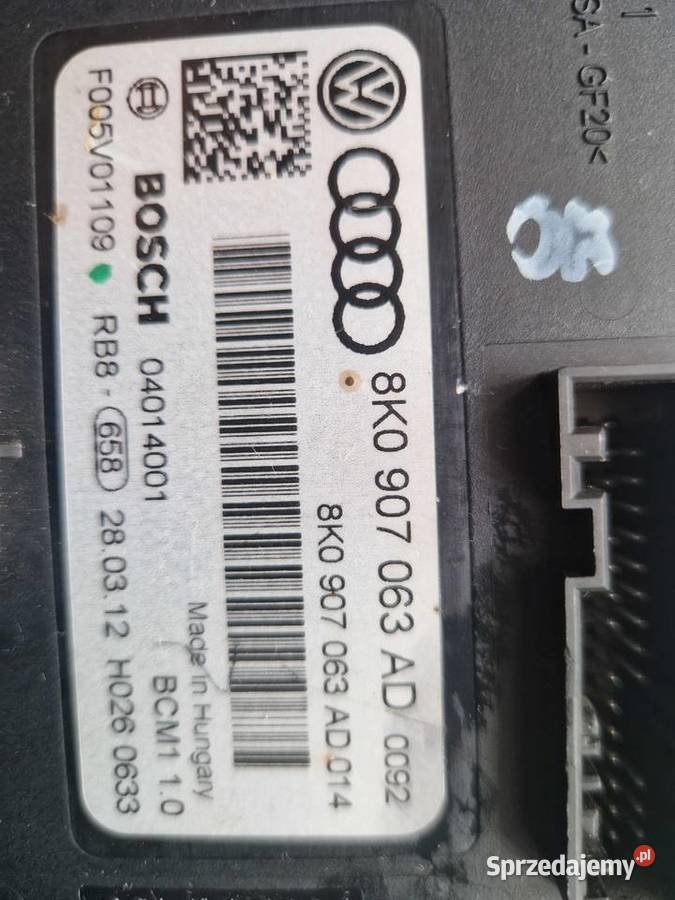 8K0 907 063 AD 0092
8K0 907 063 AD.014
Made in Hungary
BOSCH 04014001 BCM1 1.0
F005V01109 RB8 - 658 28.03.12 H026 0633
SA - GF20<
1
Sprzedajemy.pl